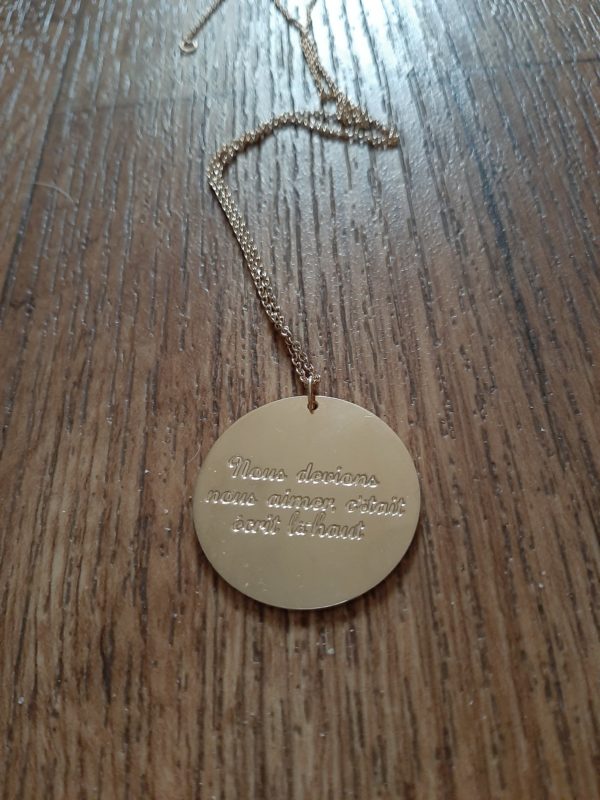 Nous devions
nous aimer, c'était
écrit là-haut